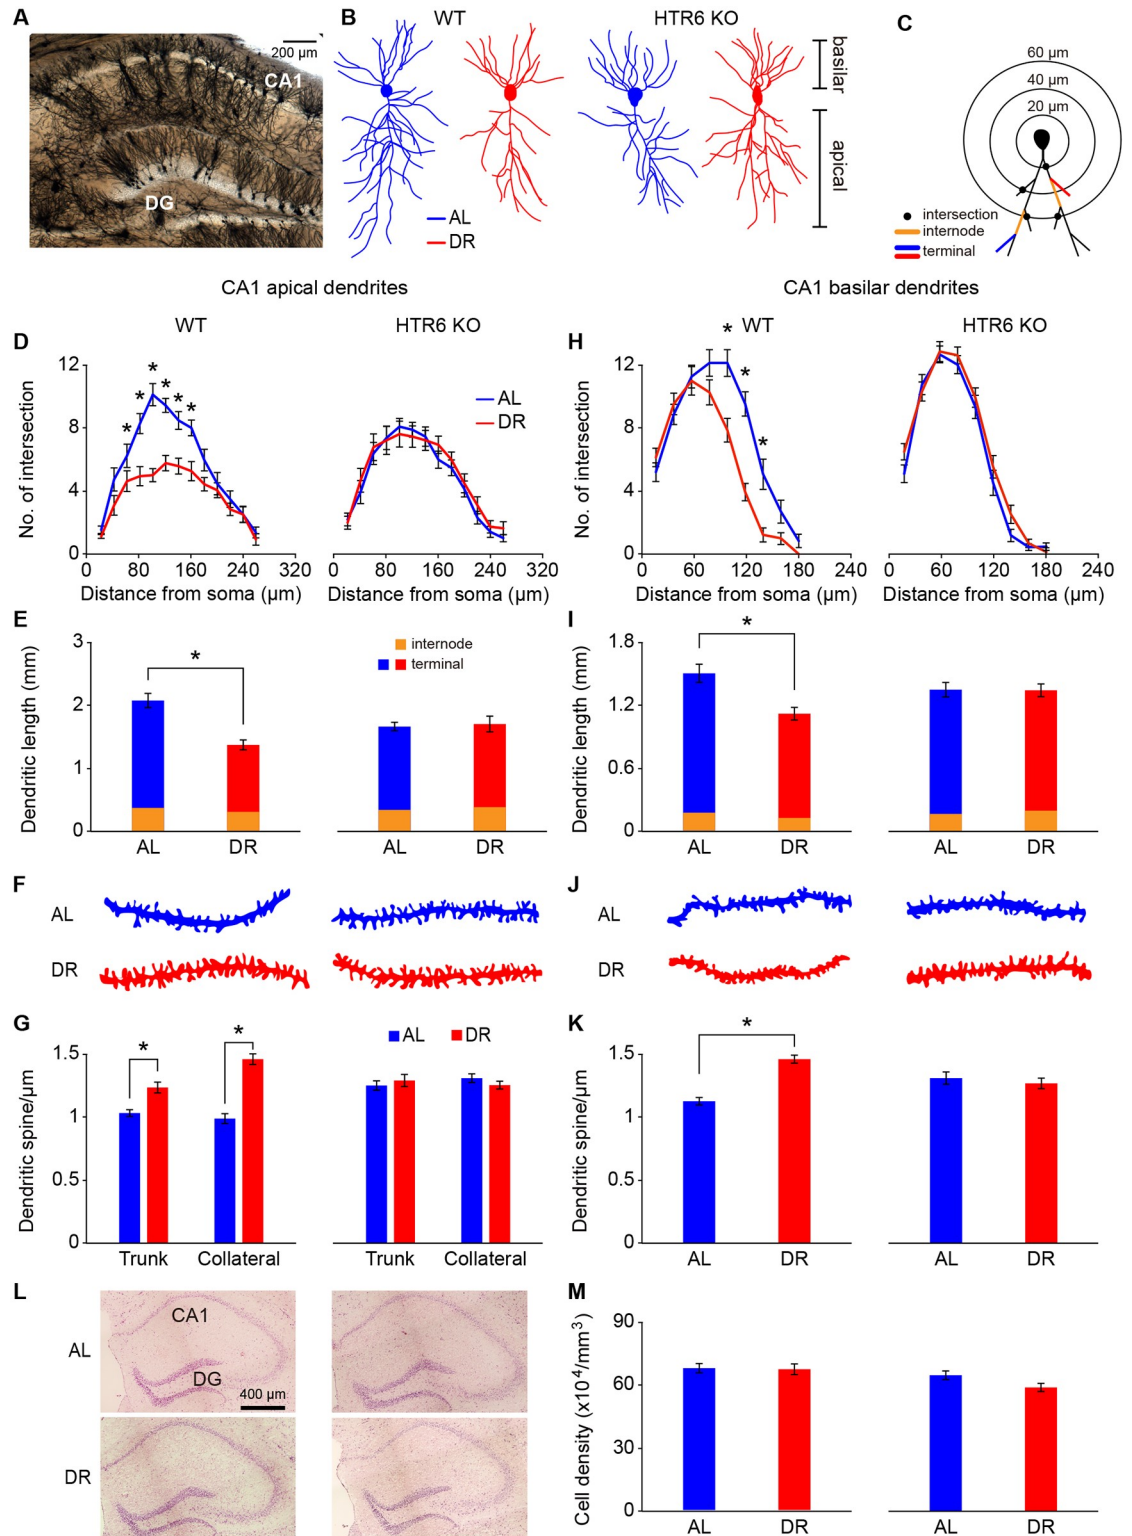 A
200 µm
CA1
DG
B
WT
HTR6 KO
basilar
apical
AL
DR
C
60 µm
40 µm
20 µm
intersection
internode
terminal
CA1 apical dendrites
CA1 basilar dendrites
D
WT
HTR6 KO
No. of intersection
12
8
4
0
* * * * * *
AL
DR
0 80 160 240 320
0 80 160 240 320
Distance from soma (µm)
Distance from soma (µm)
H
* WT
HTR6 KO
No. of intersection
12
8
4
0
* *
0 60 120 180 240
0 60 120 180 240
Distance from soma (µm)
Distance from soma (µm)
E
Dendritic length (mm)
3
2
1
0
*
internode
terminal
AL DR
AL DR
I
Dendritic length (mm)
1.8
1.2
0.6
0
*
AL DR
AL DR
F
AL
DR
J
AL
DR
G
Dendritic spine/µm
1.5
1
0.5
0
* *
AL DR
Trunk Collateral
Trunk Collateral
K
Dendritic spine/µm
1.5
1
0.5
0
*
AL DR
AL DR
L
AL
CA1
DG
400 µm
DR
M
Cell density (x10⁴/mm³)
90
60
30
0
AL DR
AL DR